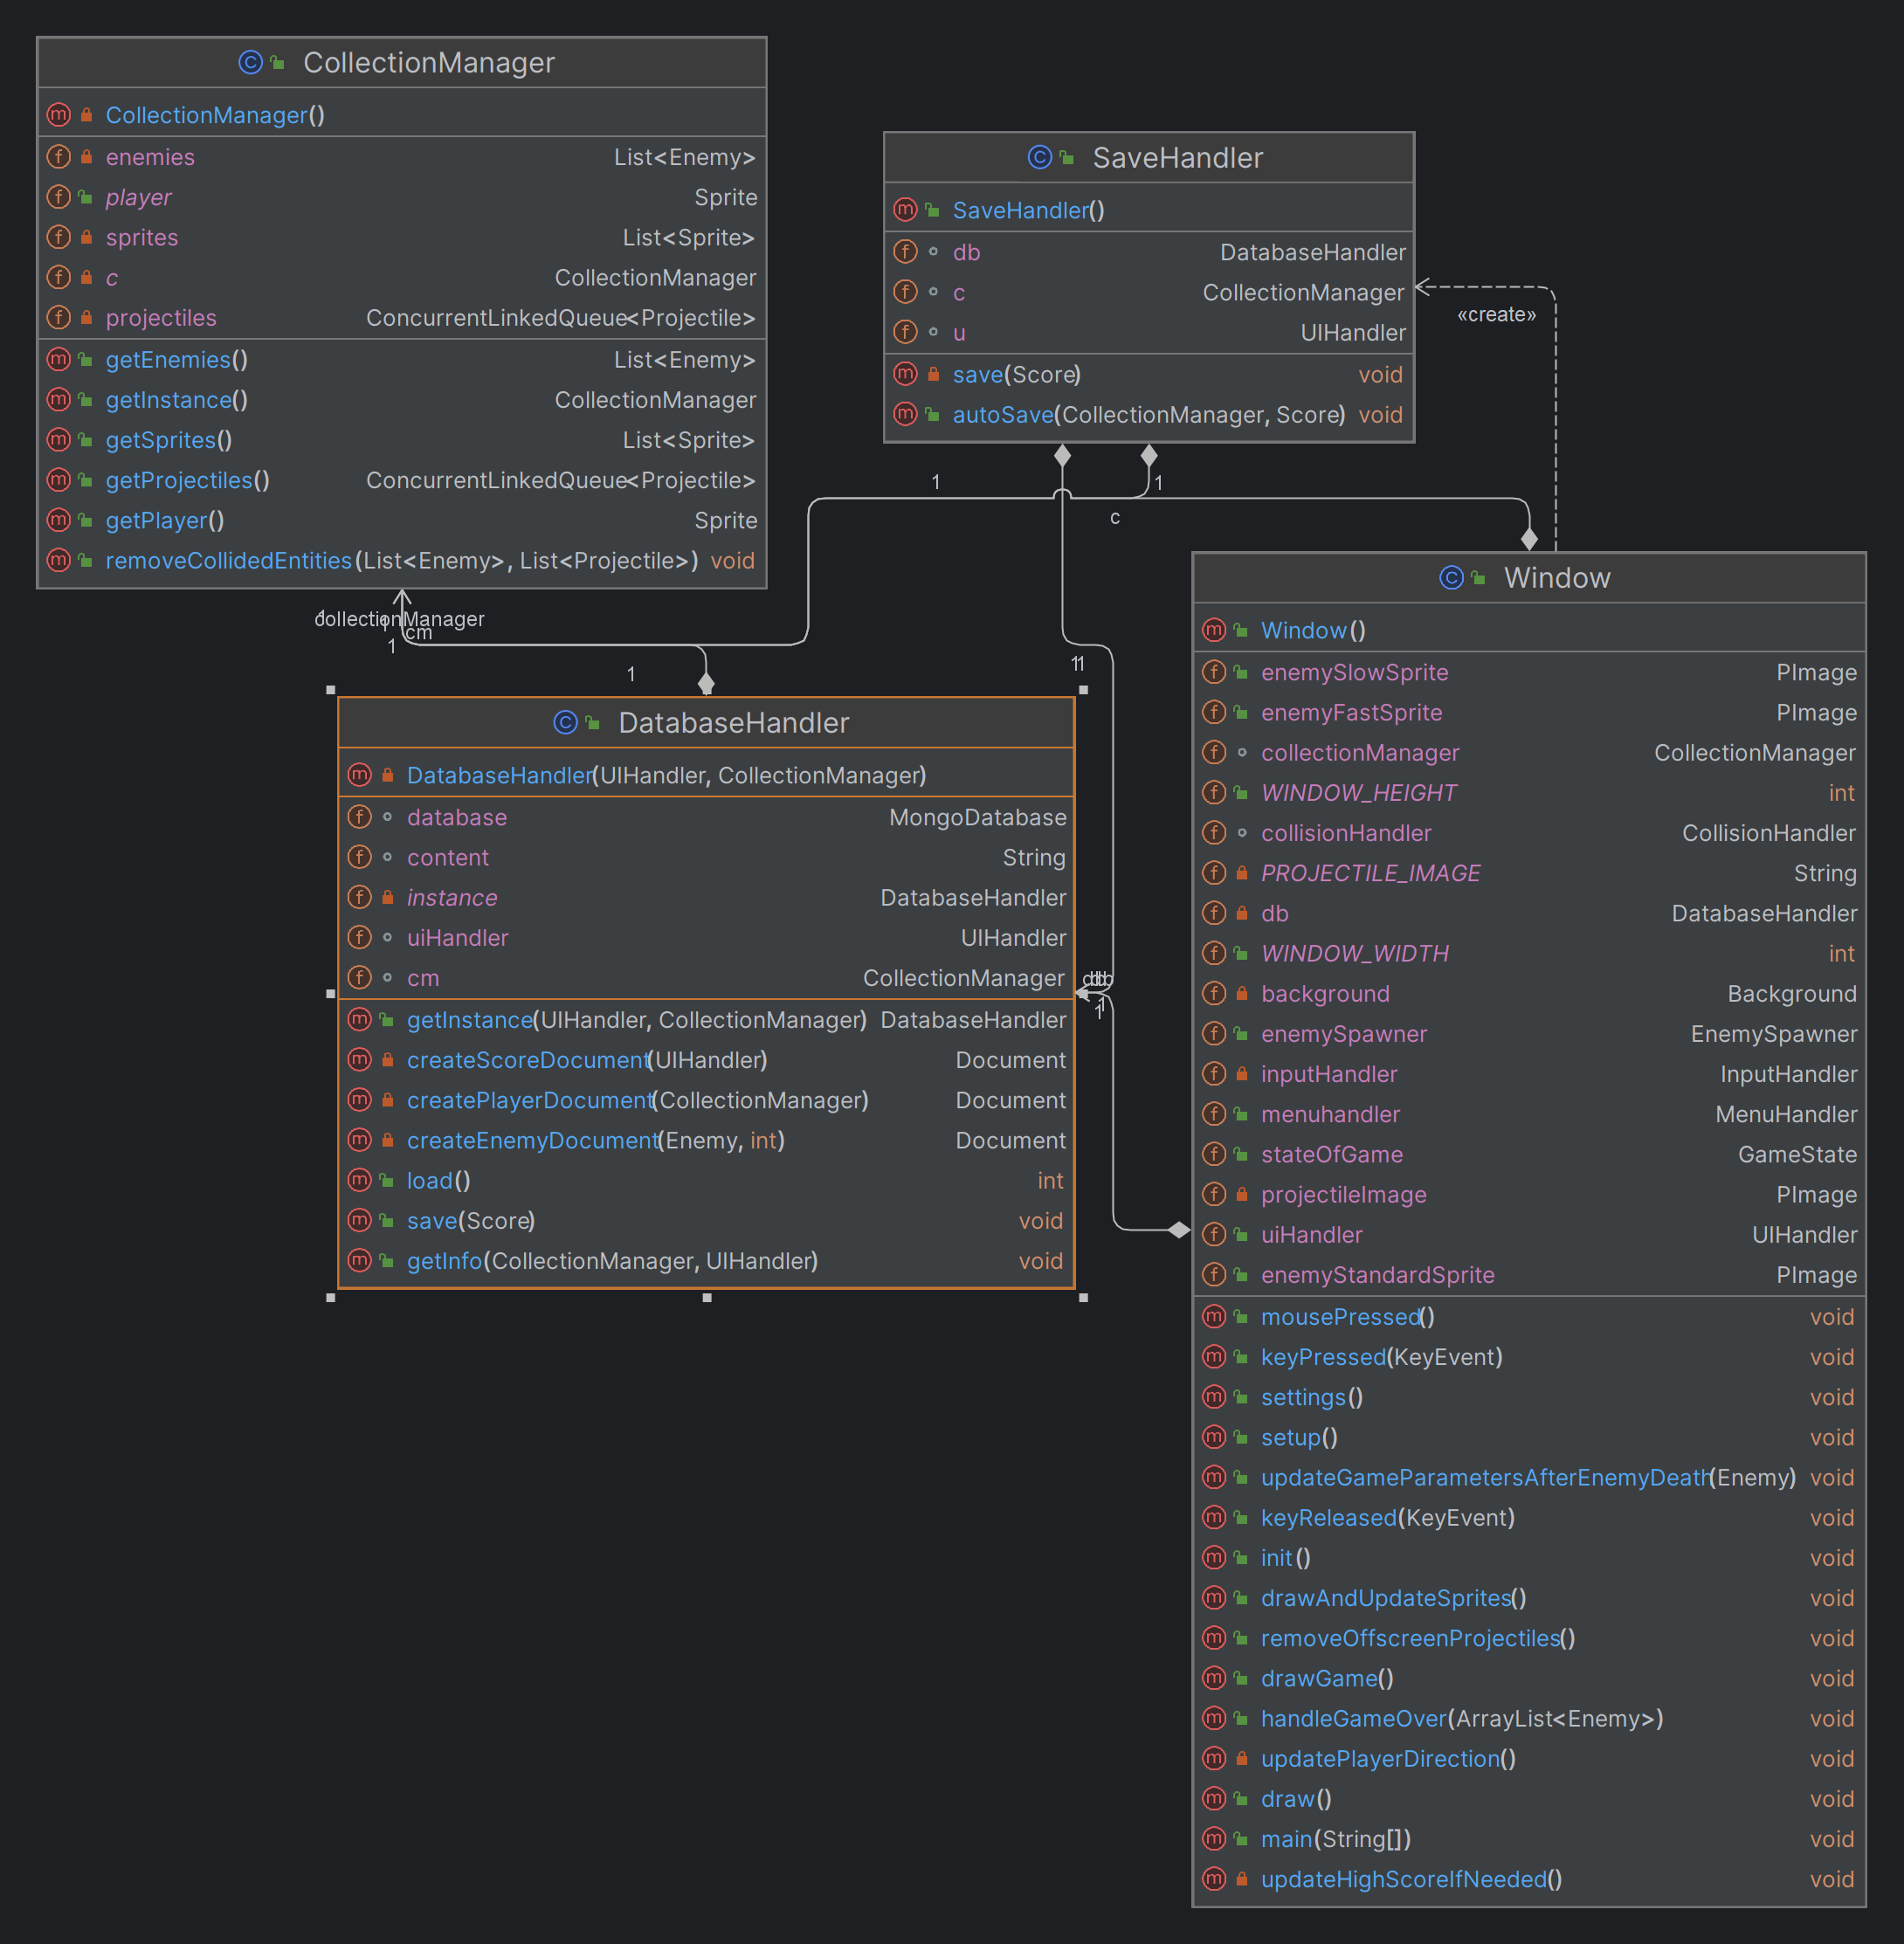 CollectionManager
CollectionManager()
enemies List<Enemy>
player Sprite
sprites List<Sprite>
c CollectionManager
projectiles ConcurrentLinkedQueue<Projectile>
getEnemies() List<Enemy>
getInstance() CollectionManager
getSprites() List<Sprite>
getProjectiles() ConcurrentLinkedQueue<Projectile>
getPlayer() Sprite
removeCollidedEntities(List<Enemy>, List<Projectile>) void
SaveHandler
SaveHandler()
db DatabaseHandler
c CollectionManager
u UIHandler
save(Score) void
autoSave(CollectionManager, Score) void
«create»
1
1
c
collectionManager
1
cm
1
1
11
DatabaseHandler
DatabaseHandler(UIHandler, CollectionManager)
database MongoDatabase
content String
instance DatabaseHandler
uiHandler UIHandler
cm CollectionManager
getInstance(UIHandler, CollectionManager) DatabaseHandler
createScoreDocument(UIHandler) Document
createPlayerDocument(CollectionManager) Document
createEnemyDocument(Enemy, int) Document
load() int
save(Score) void
getInfo(CollectionManager, UIHandler) void
db
1
1
Window
Window()
enemySlowSprite PImage
enemyFastSprite PImage
collectionManager CollectionManager
WINDOW_HEIGHT int
collisionHandler CollisionHandler
PROJECTILE_IMAGE String
db DatabaseHandler
WINDOW_WIDTH int
background Background
enemySpawner EnemySpawner
inputHandler InputHandler
menuhandler MenuHandler
stateOfGame GameState
projectileImage PImage
uiHandler UIHandler
enemyStandardSprite PImage
mousePressed() void
keyPressed(KeyEvent) void
settings() void
setup() void
updateGameParametersAfterEnemyDeath(Enemy) void
keyReleased(KeyEvent) void
init() void
drawAndUpdateSprites() void
removeOffscreenProjectiles() void
drawGame() void
handleGameOver(ArrayList<Enemy>) void
updatePlayerDirection() void
draw() void
main(String[]) void
updateHighScoreIfNeeded() void